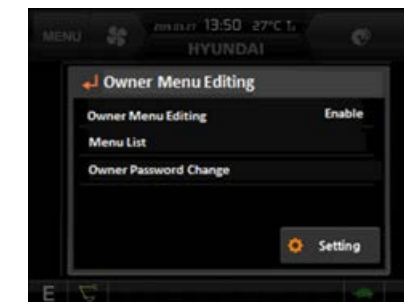 MENU
13:50 27°C
HYUNDAI
Owner Menu Editing
Owner Menu Editing Enable
Menu List
Owner Password Change
Setting
E